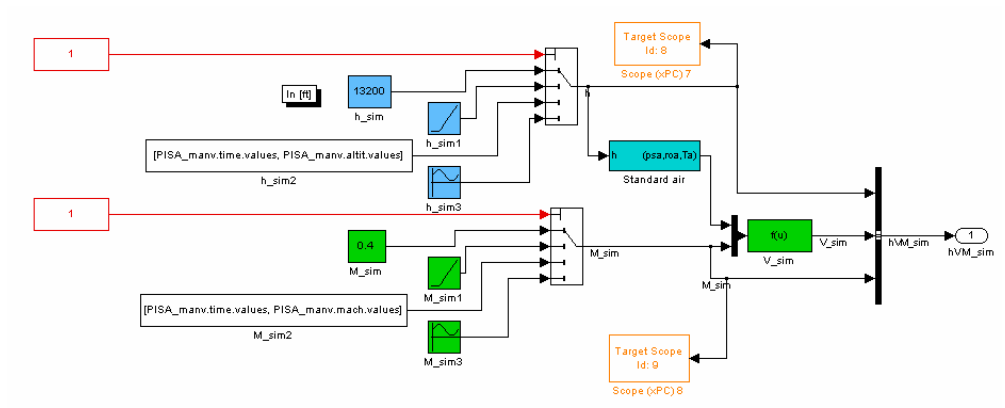 1
Target Scope
Id: 8
Scope (xPC) 7
In [ft]
13200
h_sim
h
h_sim1
[PISA_manv.time.values, PISA_manv.altit.values]
h_sim2
h_sim3
h
(psa,roa,Ta)
Standard air
1
0.4
M_sim
M_sim
M_sim1
f(u)
V_sim
V_sim
hVM_sim
1
hVM_sim
M_sim
[PISA_manv.time.values, PISA_manv.mach.values]
M_sim2
M_sim3
Target Scope
Id: 9
Scope (xPC) 8